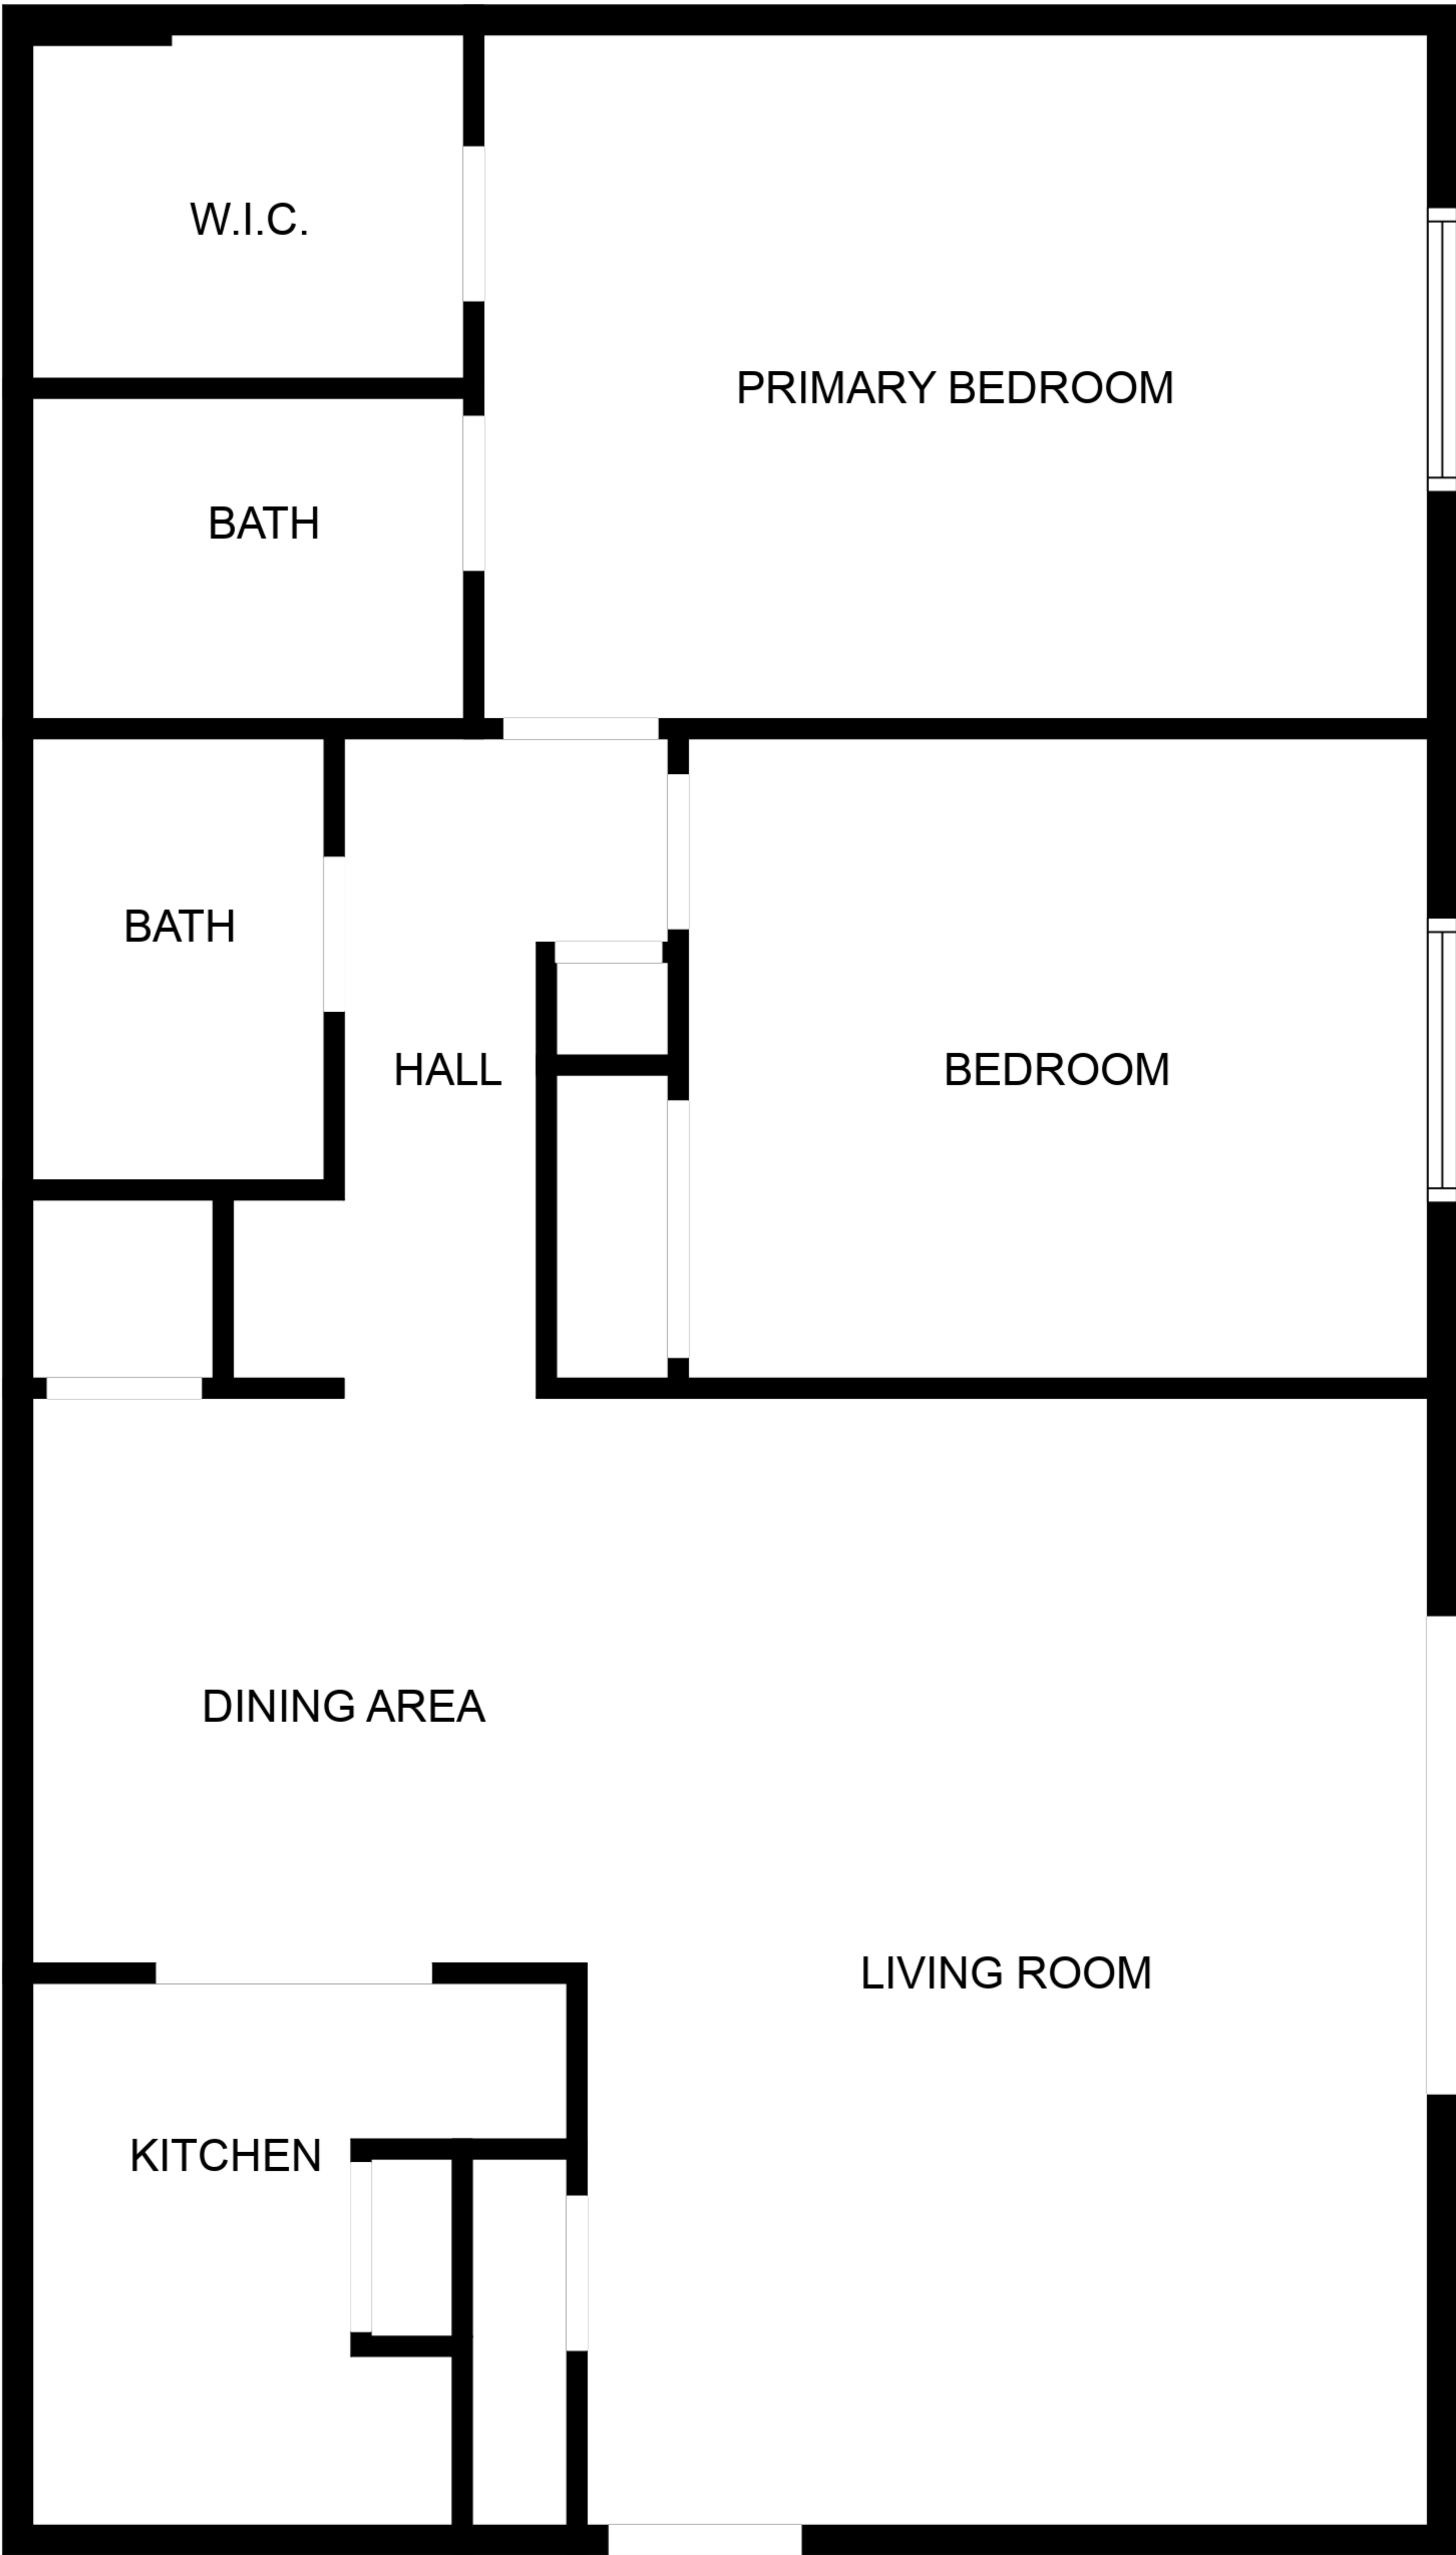 W.I.C.
PRIMARY BEDROOM
BATH
BATH
HALL
BEDROOM
DINING AREA
LIVING ROOM
KITCHEN